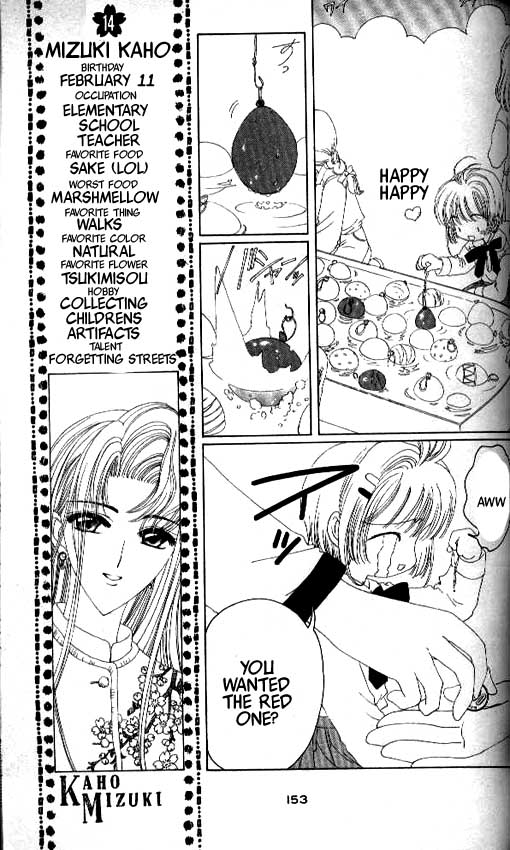 14
MIZUKI KAHO
BIRTHDAY
FEBRUARY 11
OCCUPATION
ELEMENTARY
SCHOOL
TEACHER
FAVORITE FOOD
SAKE (LOL)
WORST FOOD
MARSHMELLOW
FAVORITE THING
WALKS
FAVORITE COLOR
NATURAL
FAVORITE FLOWER
TSUKIMISOU
HOBBY
COLLECTING
CHILDRENS
ARTIFACTS
TALENT
FORGETTING STREETS
KAHO
MIZUKI
HAPPY
HAPPY
AWW
YOU
WANTED
THE RED
ONE?
153